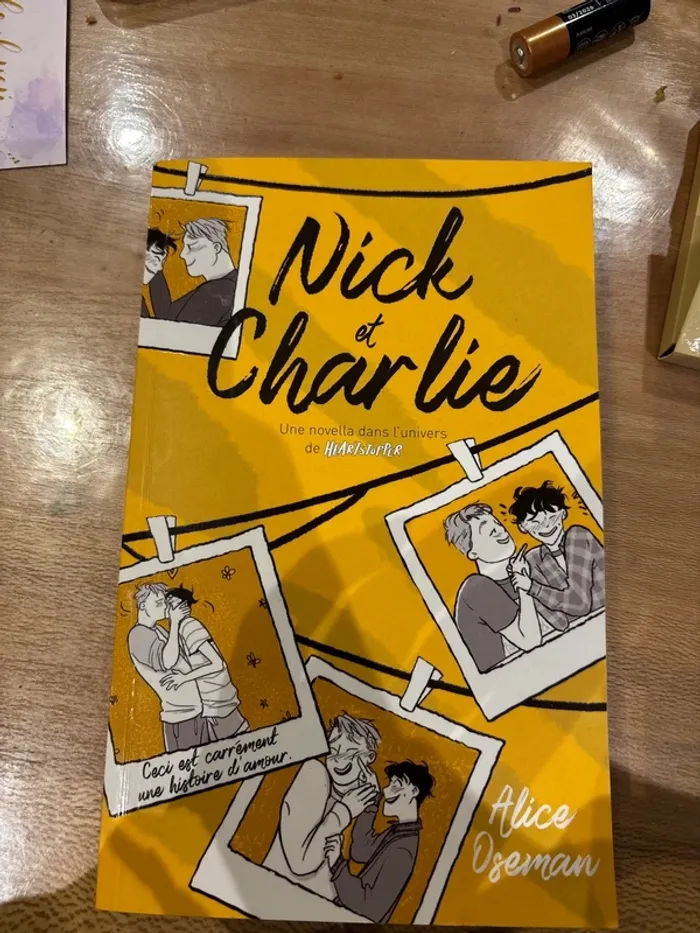 Nick
et
Charlie
Une novella dans l'univers
de HEARTSTOPPER
Ceci est carrément
une histoire d'amour.
Alice
Oseman